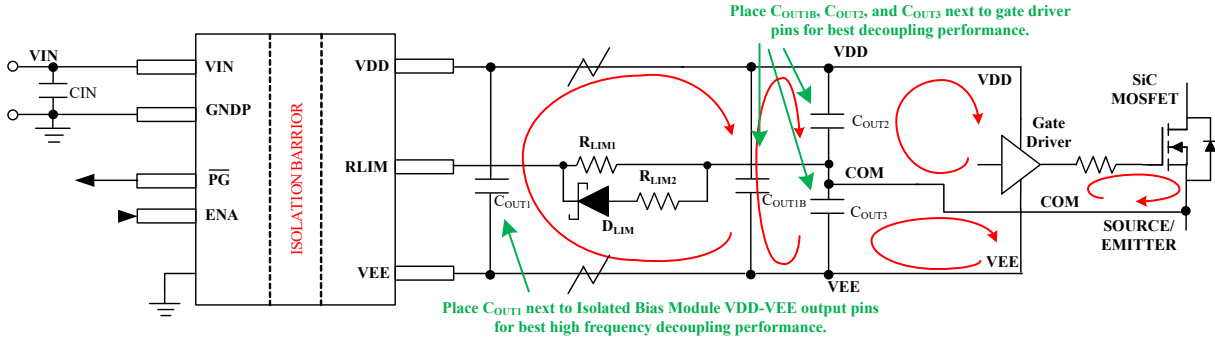 Place COUT1B, COUT2, and COUT3 next to gate driver
pins for best decoupling performance.
VIN
VIN
CIN
GNDP
PG
ENA
ISOLATION BARRIER
VDD
RLIM
VEE
COUT1
RLIM1
RLIM2
DLIM
COUT1B
VDD
COUT2
COM
COUT3
VEE
VDD
Gate
Driver
SiC
MOSFET
COM
SOURCE/
EMITTER
VEE
Place COUT1 next to Isolated Bias Module VDD-VEE output pins
for best high frequency decoupling performance.